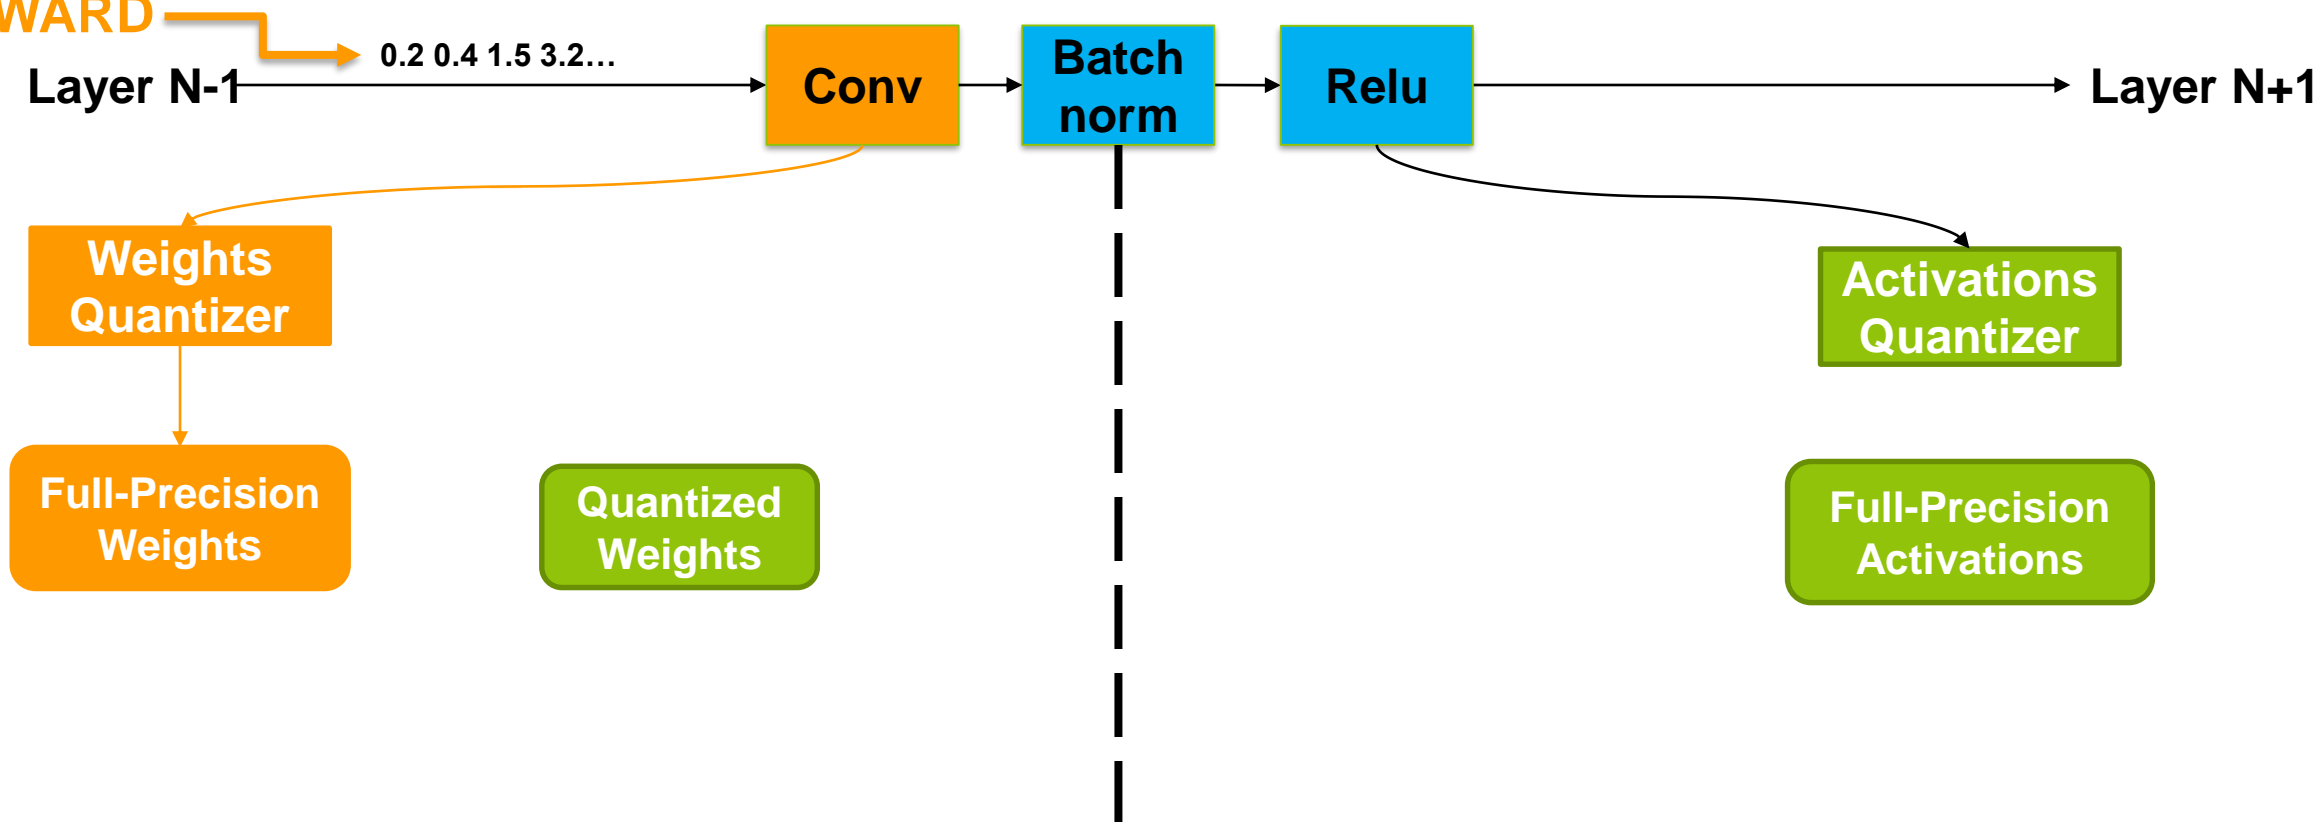 WARD
0.2 0.4 1.5 3.2...
Layer N-1
Conv
Batch
norm
Relu
Layer N+1
Weights
Quantizer
Activations
Quantizer
Full-Precision
Weights
Quantized
Weights
Full-Precision
Activations